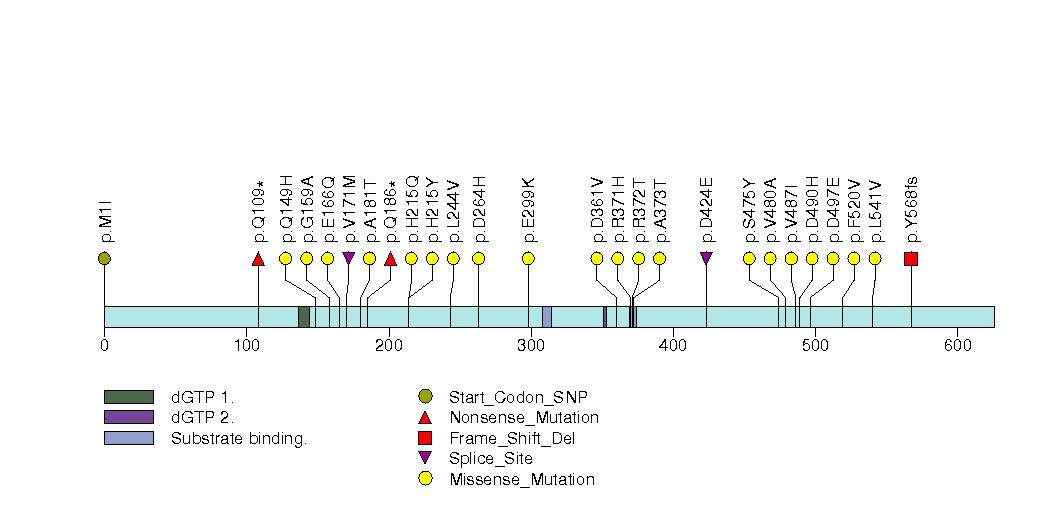 p.M1I
p.Q109*
p.Q149H
p.G159A
p.E166Q
p.V171M
p.A181T
p.Q186*
p.H215Q
p.H215Y
p.L244V
p.D264H
p.E299K
p.D361V
p.R371H
p.R372T
p.A373T
p.D424E
p.S475Y
p.V480A
p.V487I
p.D490H
p.D497E
p.F520V
p.L541V
p.Y568fs
0 100 200 300 400 500 600
dGTP 1.
dGTP 2.
Substrate binding.
Start_Codon_SNP
Nonsense_Mutation
Frame_Shift_Del
Splice_Site
Missense_Mutation